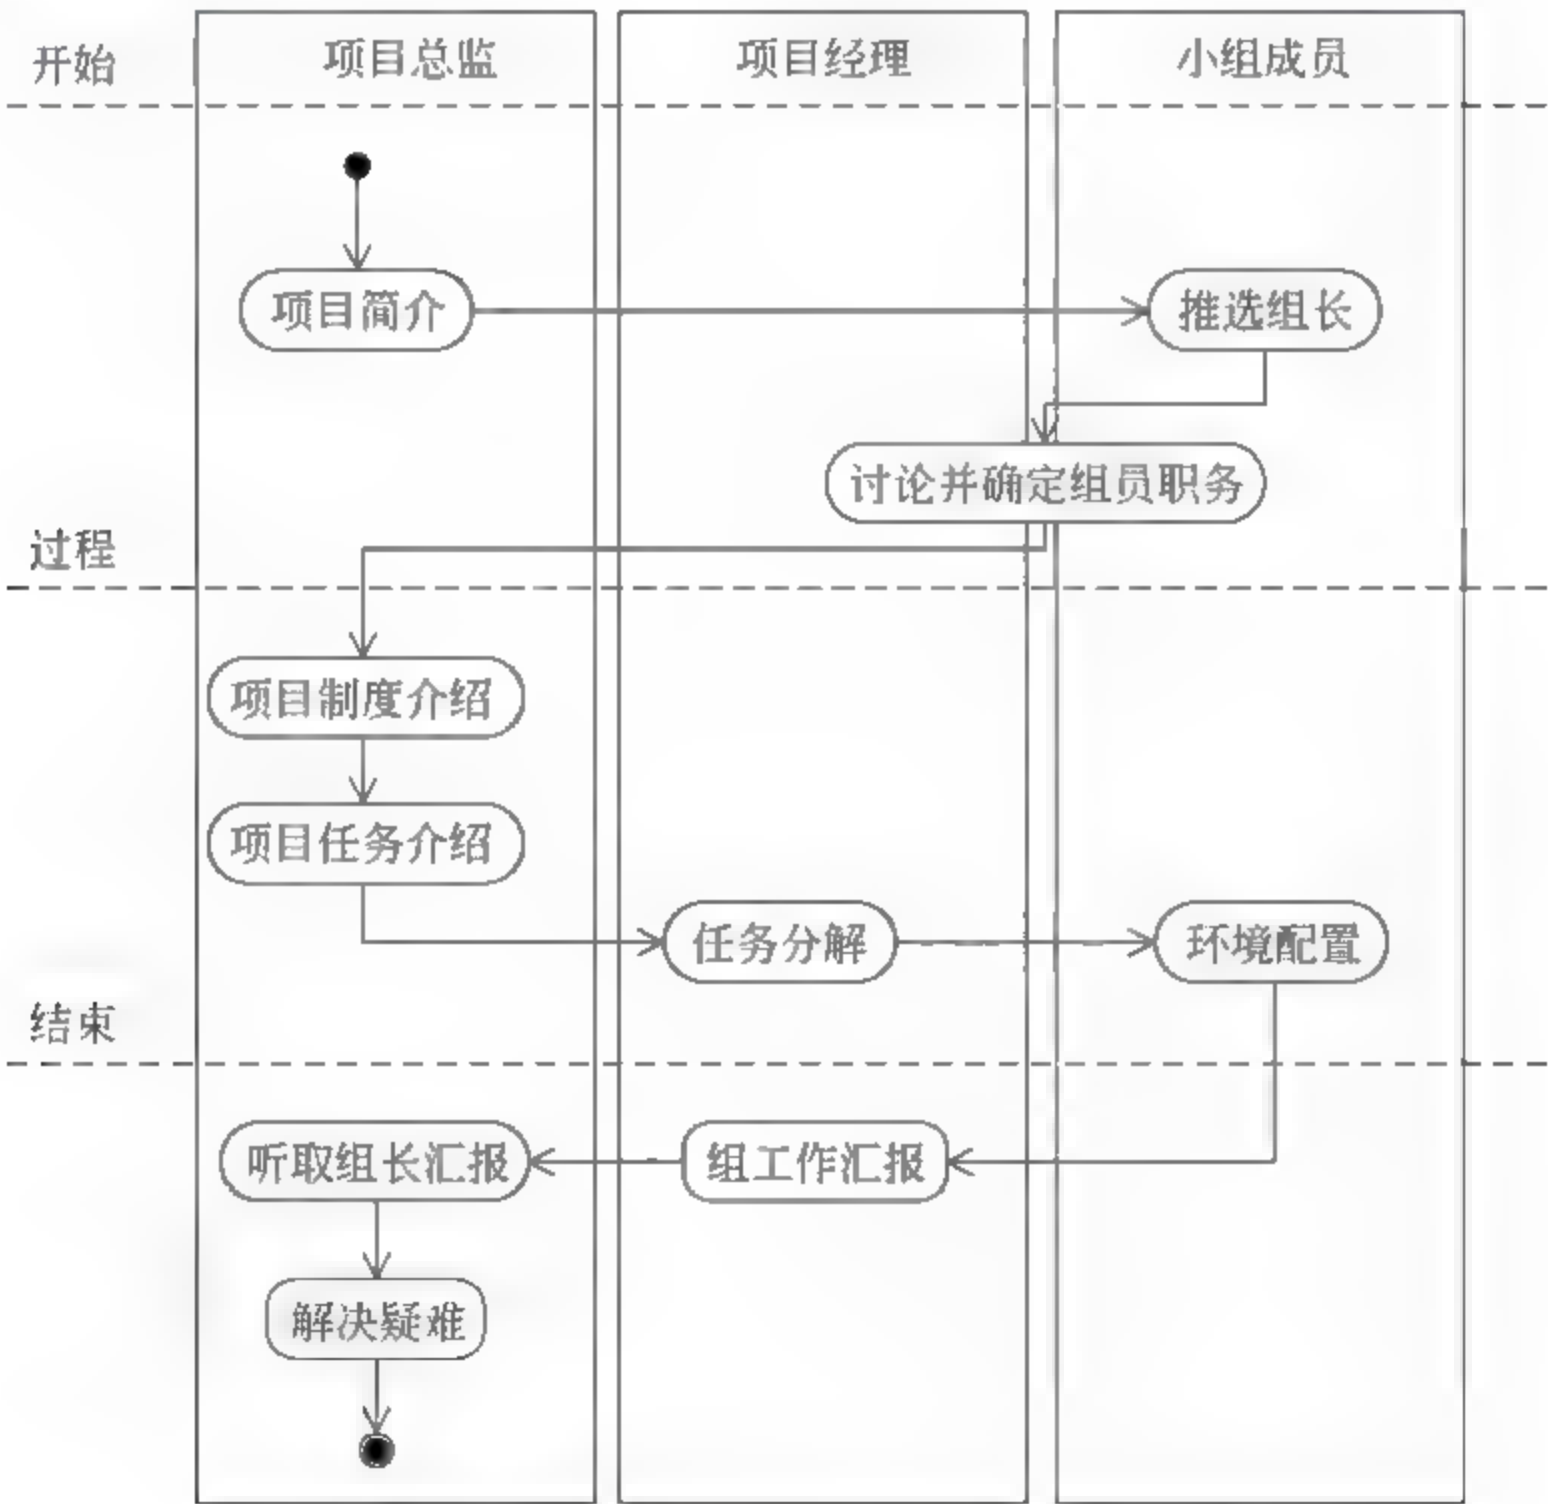 开始
项目总监
项目经理
小组成员
项目简介
推选组长
讨论并确定组员职务
过程
项目制度介绍
项目任务介绍
任务分解
环境配置
结束
听取组长汇报
组工作汇报
解决疑难